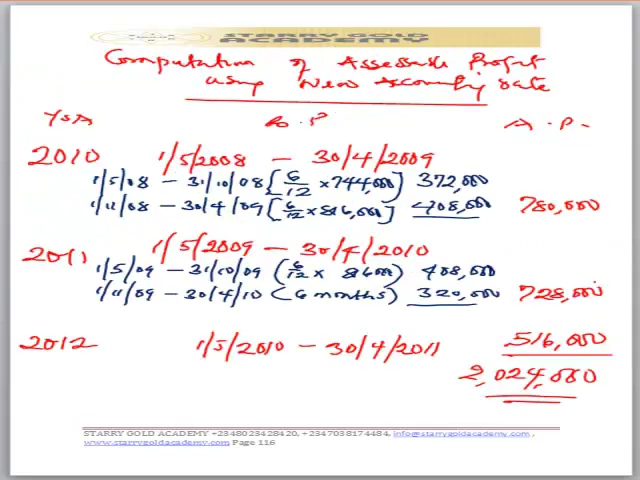 STARRY GOLD
ACADEMY
Computation of Assessable Profit
using New Accounting date
YOA B.P A.P.
2010 1/5/2008 – 30/4/2009
1/5/08 – 31/10/08 [6/12 × 744,000] 372,000
1/11/08 – 30/4/09 [6/12 × 816,000] 408,000 780,000
2011 1/5/2009 – 30/4/2010
1/5/09 – 31/10/09 (6/12 × 816000) 408,000
1/11/09 – 30/4/10 (6 months) 320,000 728,000
2012 1/5/2010 – 30/4/2011 516,000
2,024,000
STARRY GOLD ACADEMY +2348023428420, +2347038174484, info@starrygoldacademy.com ,
www.starrygoldacademy.com Page 116